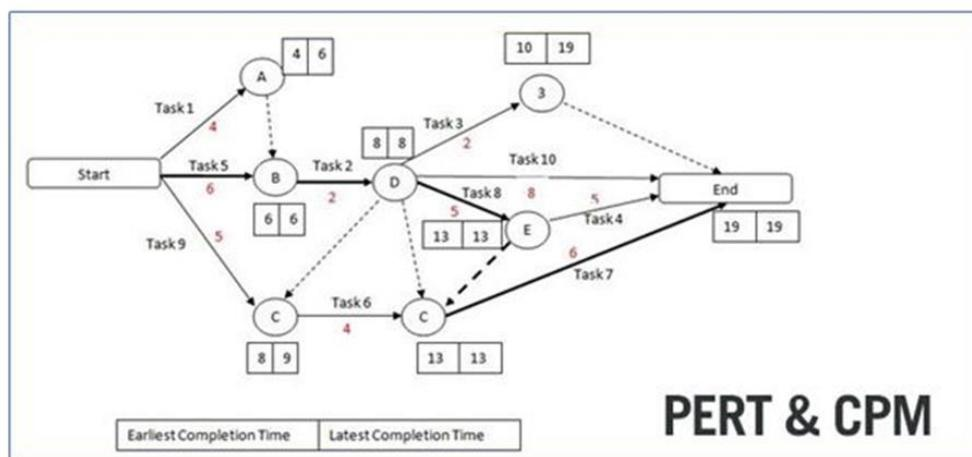 4 6
A
10 19
3
Task 1
4
Task 3
2
8 8
Task 10
8
Start
Task 5
6
B
Task 2
2
D
Task 8
5
5
Task 4
End
6 6
13 13
E
19 19
Task 9
5
6
Task 7
C
Task 6
4
C
8 9
13 13
PERT & CPM
Earliest Completion Time Latest Completion Time